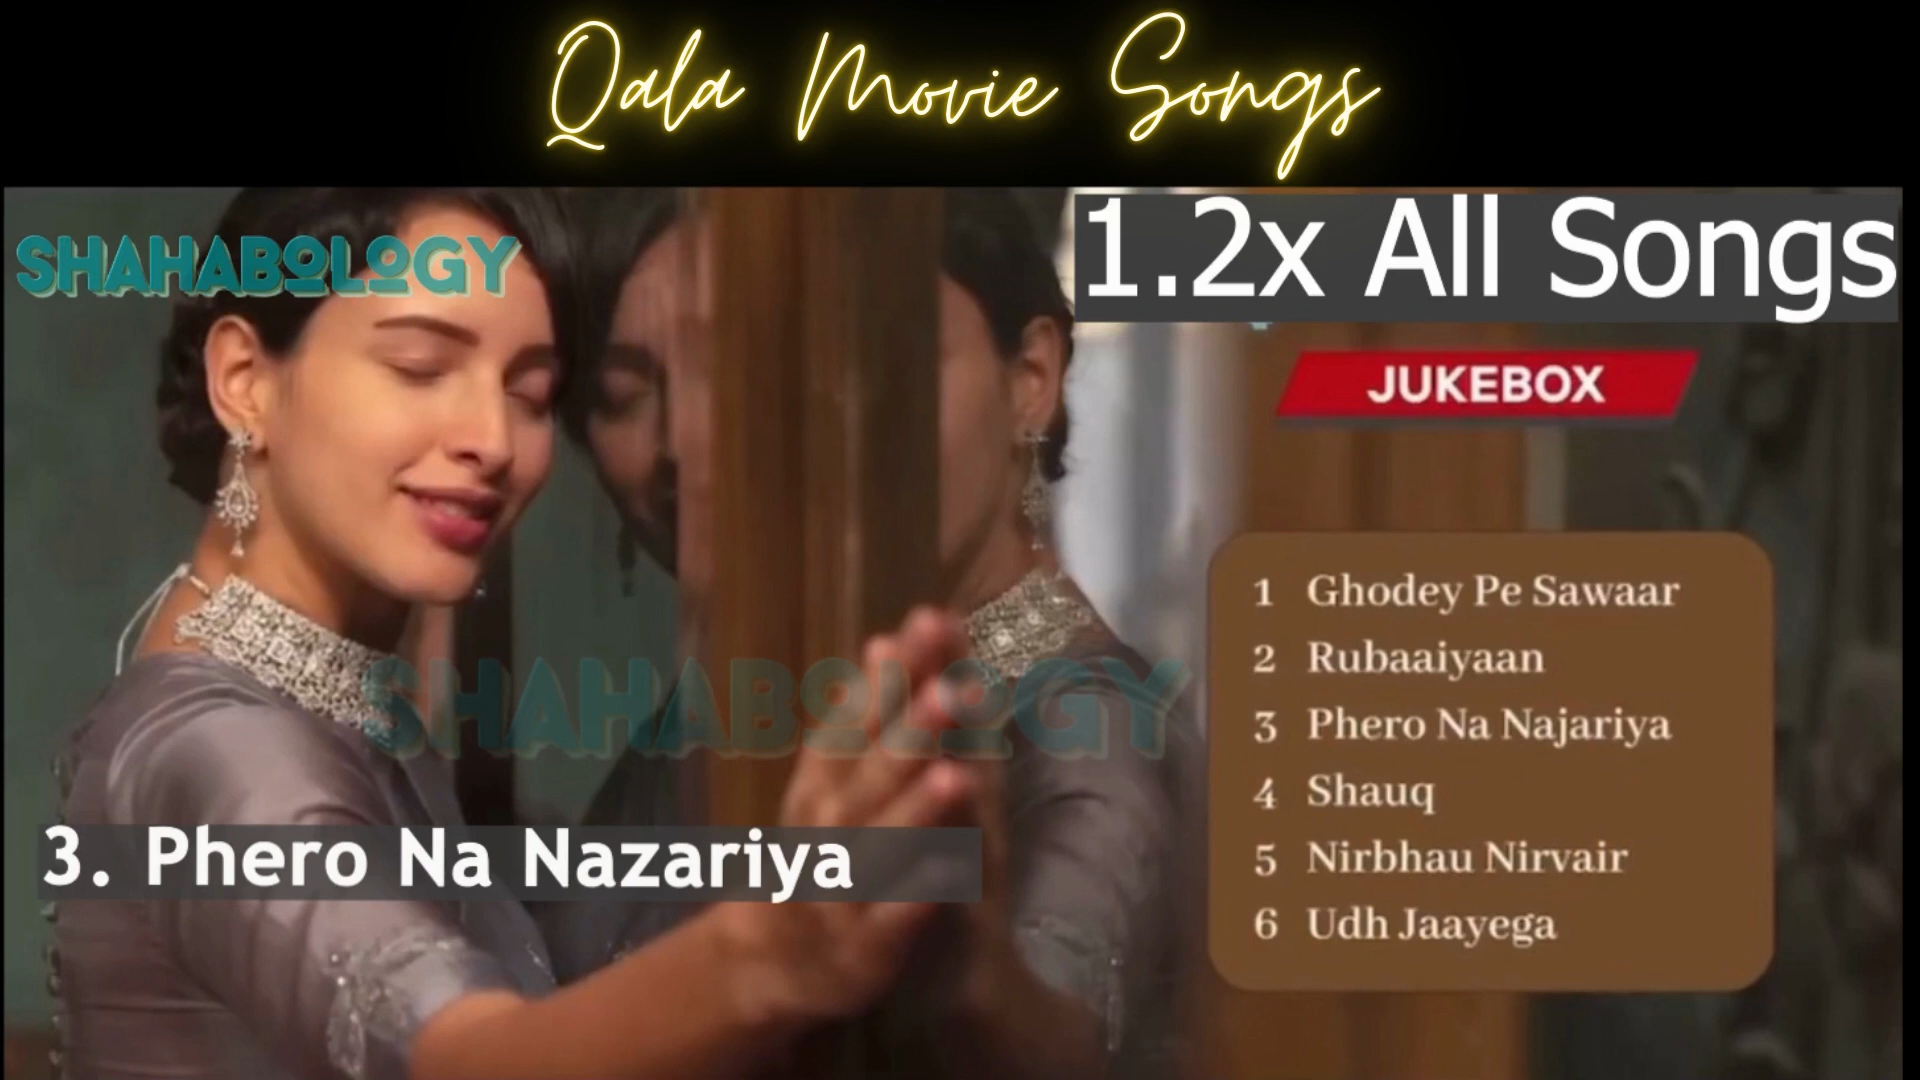 Qala Movie Songs
SHAHABOLOGY
1.2x All Songs
JUKEBOX
1 Ghodey Pe Sawaar
2 Rubaaiyaan
3 Phero Na Najariya
4 Shauq
5 Nirbhau Nirvair
6 Udh Jaayega
SHAHABOLOGY
3. Phero Na Nazariya